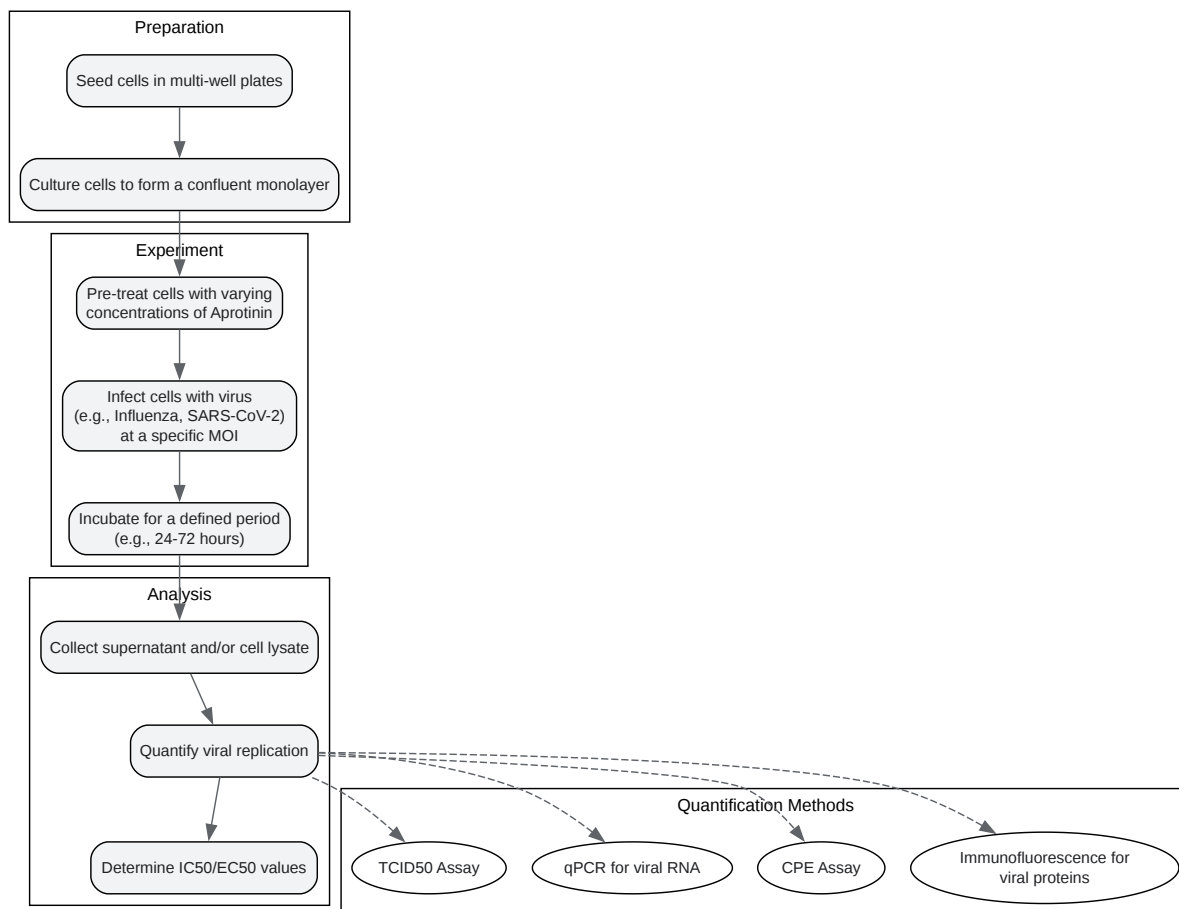 Preparation
Seed cells in multi-well plates
Culture cells to form a confluent monolayer
Experiment
Pre-treat cells with varying
concentrations of Aprotinin
Infect cells with virus
(e.g., Influenza, SARS-CoV-2)
at a specific MOI
Incubate for a defined period
(e.g., 24-72 hours)
Analysis
Collect supernatant and/or cell lysate
Quantify viral replication
Determine IC50/EC50 values
Quantification Methods
TCID50 Assay
qPCR for viral RNA
CPE Assay
Immunofluorescence for
viral proteins